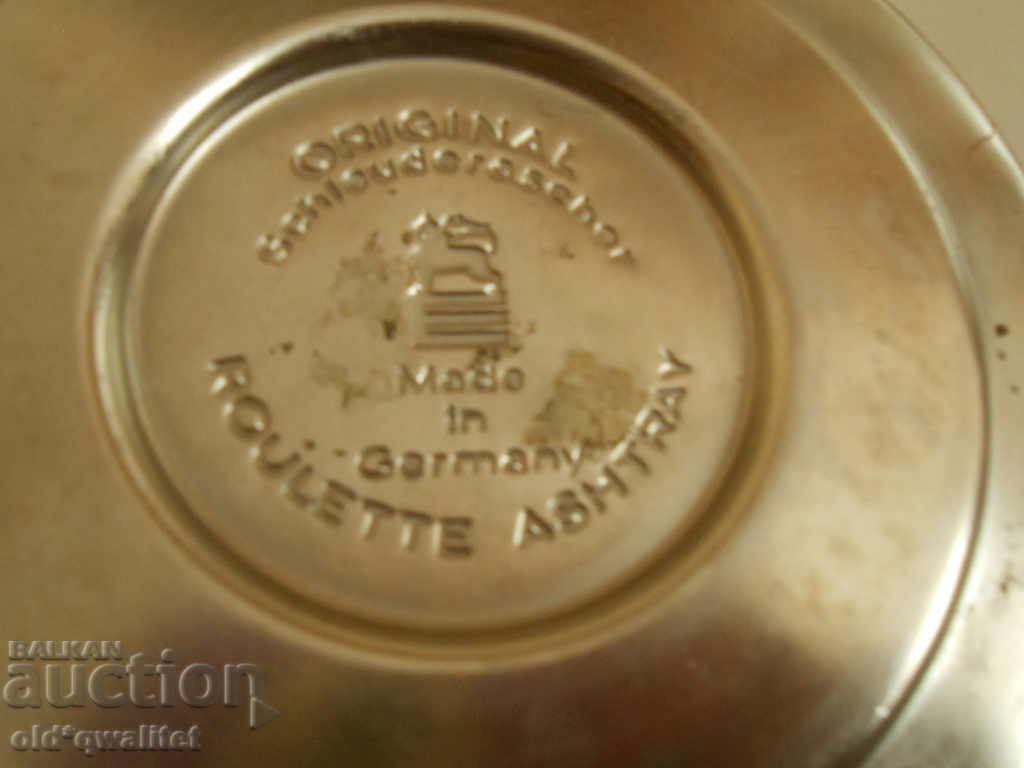 ORIGINAL
Schleuderascher
Made
in
Germany
ROULETTE ASHTRAY
BALKAN
auction
old*qwalitet